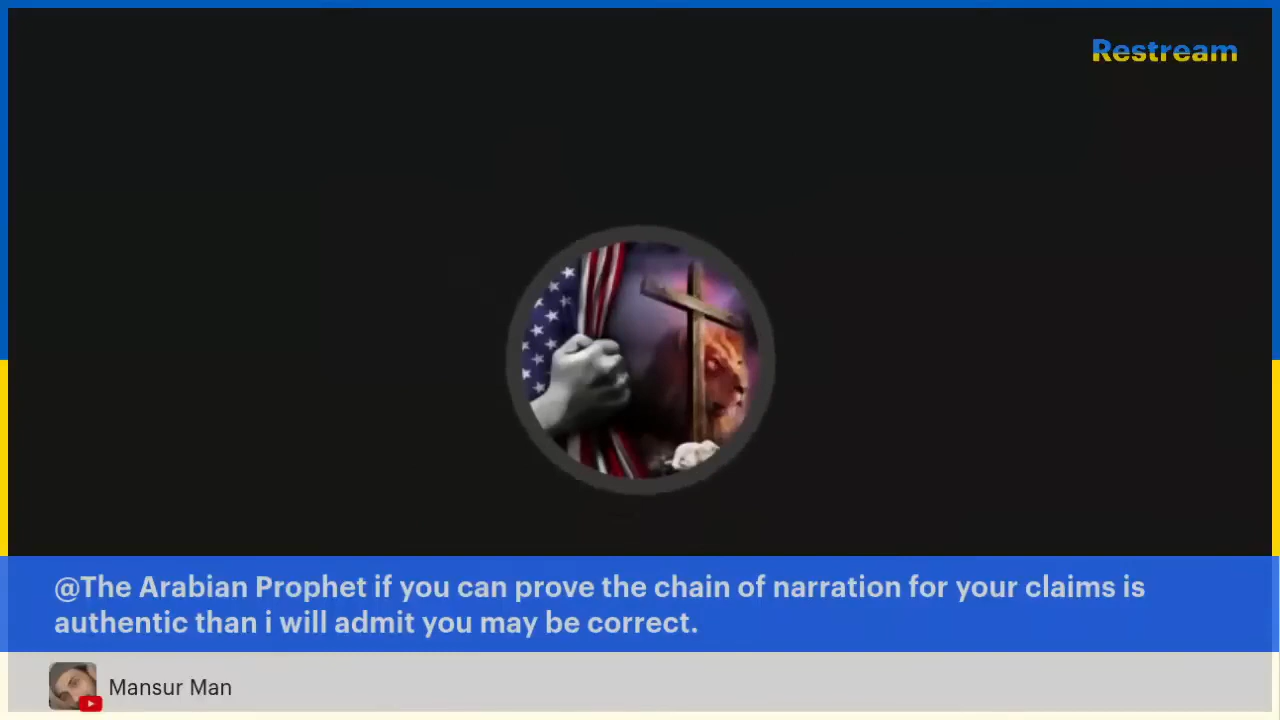 Restream
@The Arabian Prophet if you can prove the chain of narration for your claims is
authentic than i will admit you may be correct.
Mansur Man